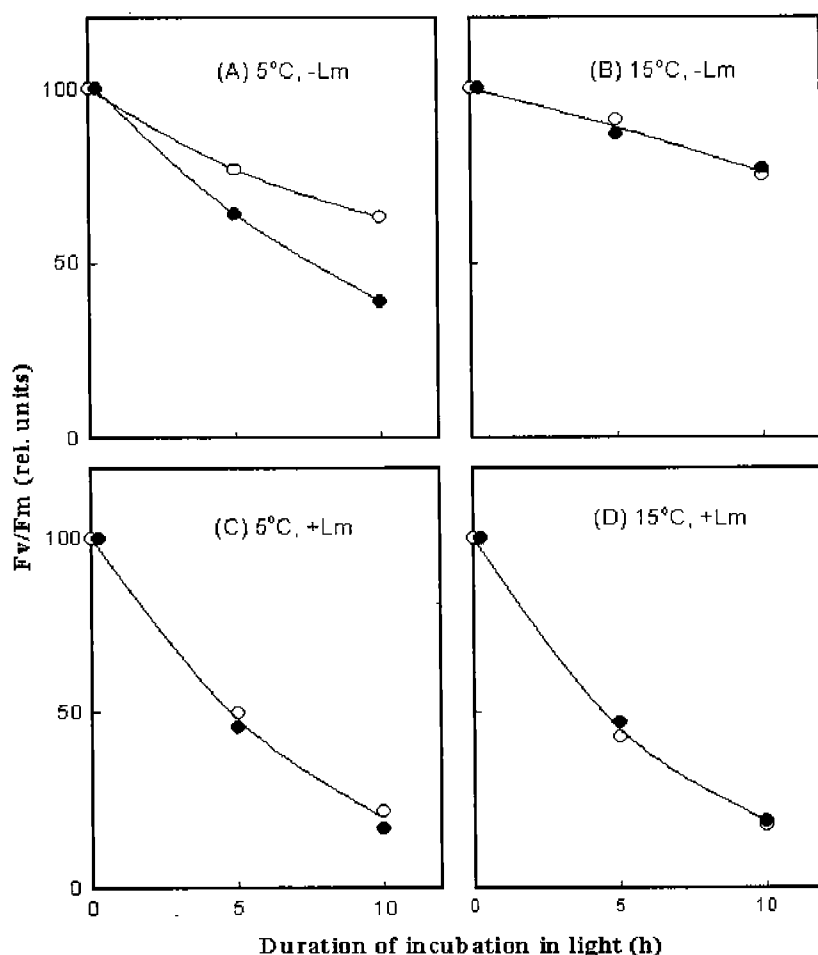 (A) 5°C, -Lm
(B) 15°C, -Lm
100
50
0
(C) 5°C, +Lm
(D) 15°C, +Lm
100
50
0
0 5 10
0 5 10
Fv/Fm (rel. units)
Duration of incubation in light (h)